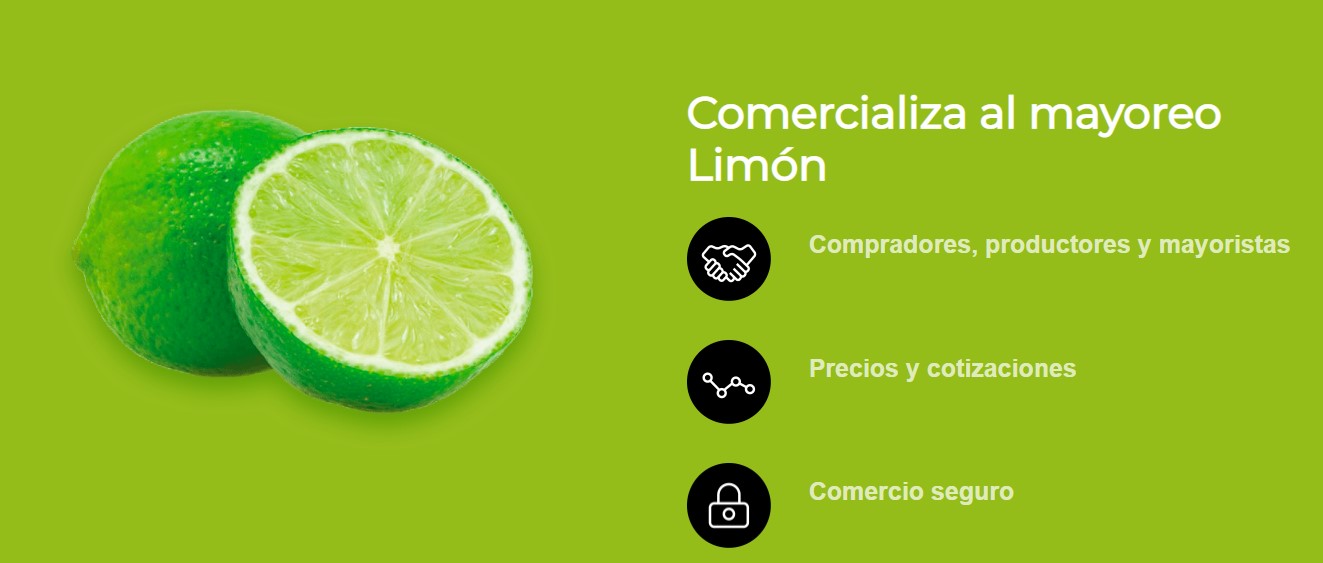 Comercializa al mayoreo
Limón
Compradores, productores y mayoristas
Precios y cotizaciones
Comercio seguro